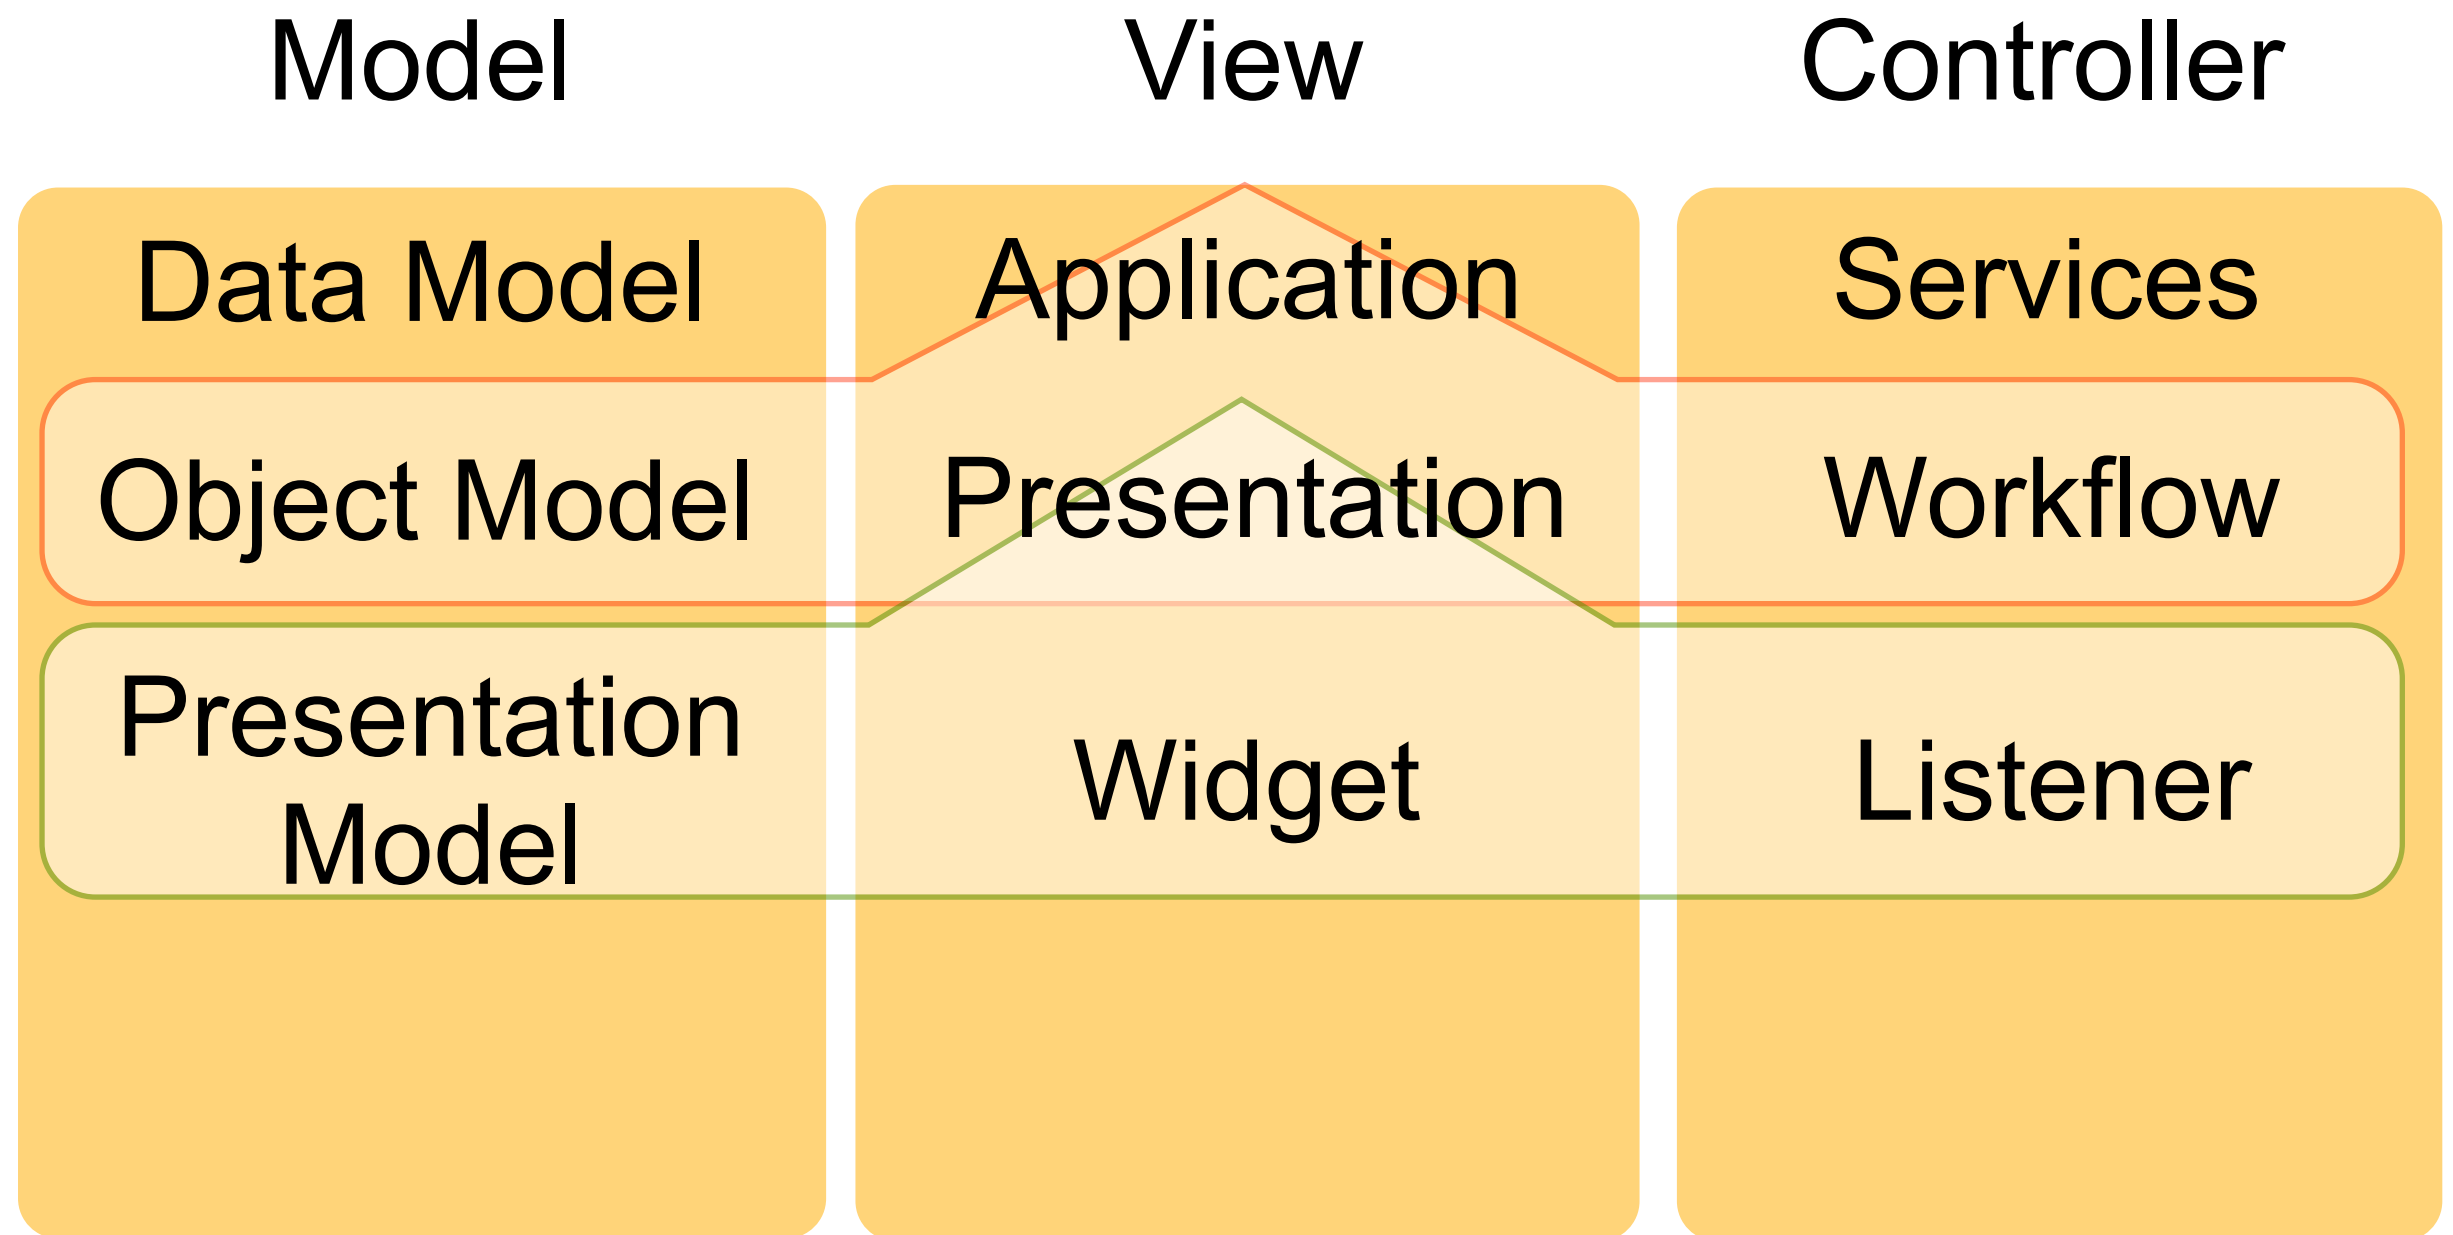 Model View Controller
Data Model Application Services
Object Model Presentation Workflow
Presentation
Model
Widget Listener